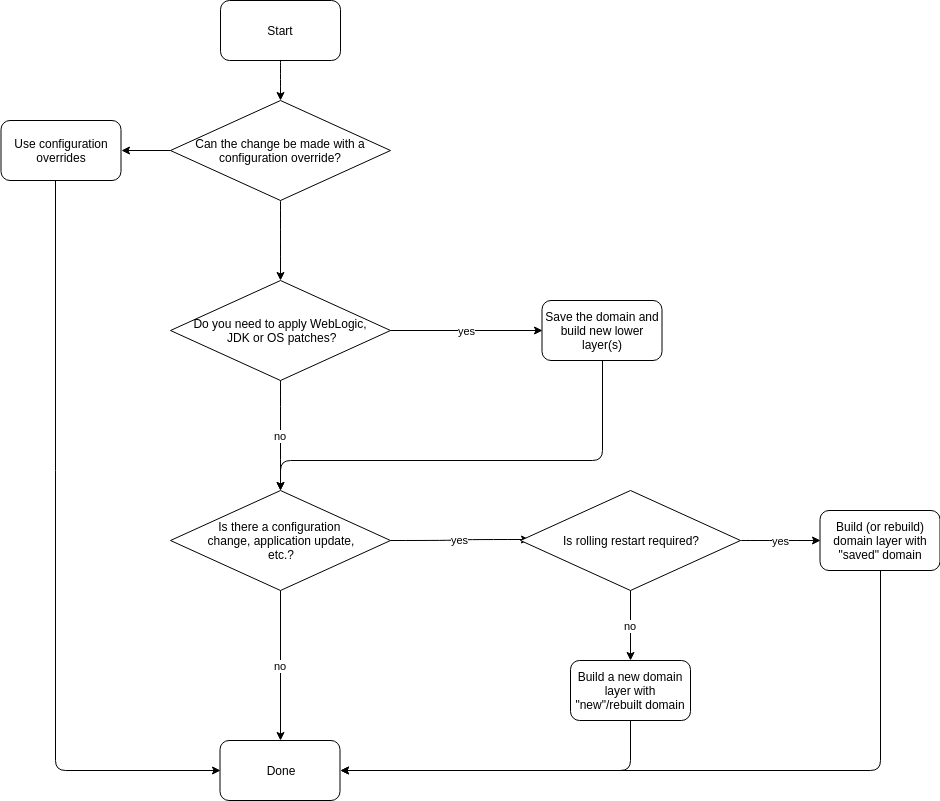 Start
Can the change be made with a
configuration override?
Use configuration
overrides
Do you need to apply WebLogic,
JDK or OS patches?
yes
Save the domain and
build new lower
layer(s)
no
Is there a configuration
change, application update,
etc.?
yes
Is rolling restart required?
yes
Build (or rebuild)
domain layer with
"saved" domain
no
no
Build a new domain
layer with
"new"/rebuilt domain
Done